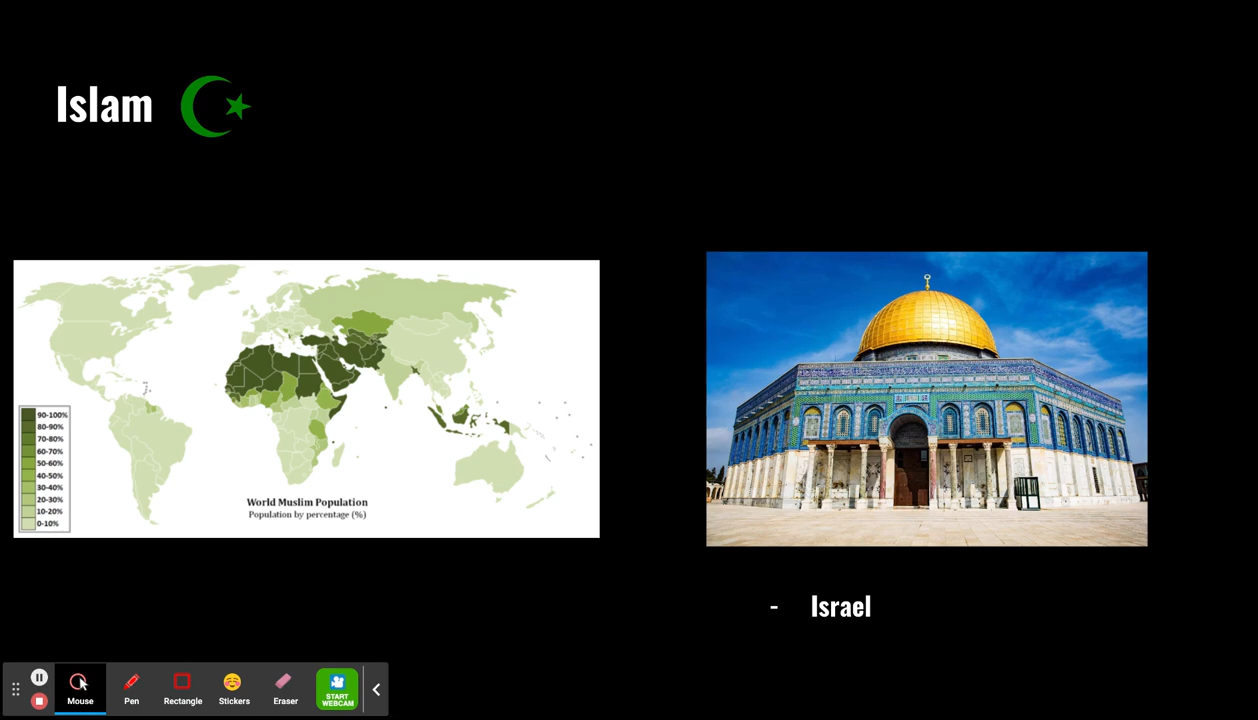 Islam
90-100%
80-90%
70-80%
60-70%
50-60%
40-50%
30-40%
20-30%
10-20%
0-10%
World Muslim Population
Population by percentage (%)
- Israel
Mouse
Pen
Rectangle
Stickers
Eraser
START
WEBCAM